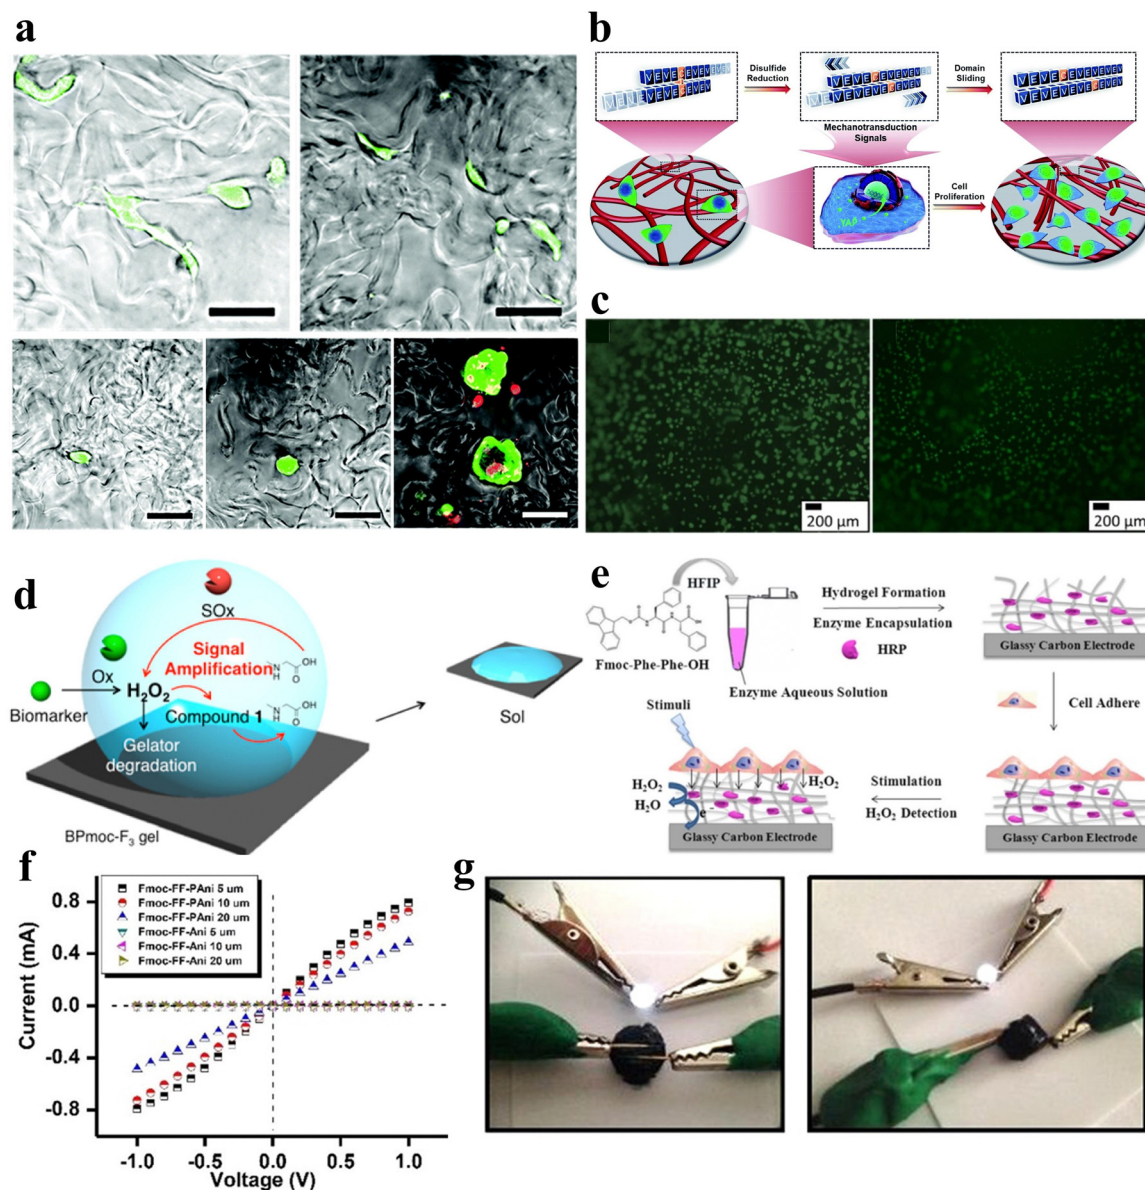 a
b
Disulfide
Reduction
Domain
Sliding
Mechanotransduction
Signals
YAP
Cell
Proliferation
c
200 µm
200 µm
d
SOx
Signal
Amplification
OH
N
H
O
Ox
H₂O₂
Biomarker
Compound 1
OH
N
H
O
Gelator
degradation
BPmoc-F₃ gel
Sol
e
HFIP
Fmoc-Phe-Phe-OH
Enzyme Aqueous Solution
Hydrogel Formation
Enzyme Encapsulation
HRP
Glassy Carbon Electrode
Cell Adhere
Stimuli
H₂O₂
H₂O
e⁻
H₂O₂
Glassy Carbon Electrode
Stimulation
H₂O₂ Detection
Glassy Carbon Electrode
f
Fmoc-FF-PAni 5 um
Fmoc-FF-PAni 10 um
Fmoc-FF-PAni 20 um
Fmoc-FF-Ani 5 um
Fmoc-FF-Ani 10 um
Fmoc-FF-Ani 20 um
Current (mA)
0.8
0.4
0.0
-0.4
-0.8
-1.0 -0.5 0.0 0.5 1.0
Voltage (V)
g